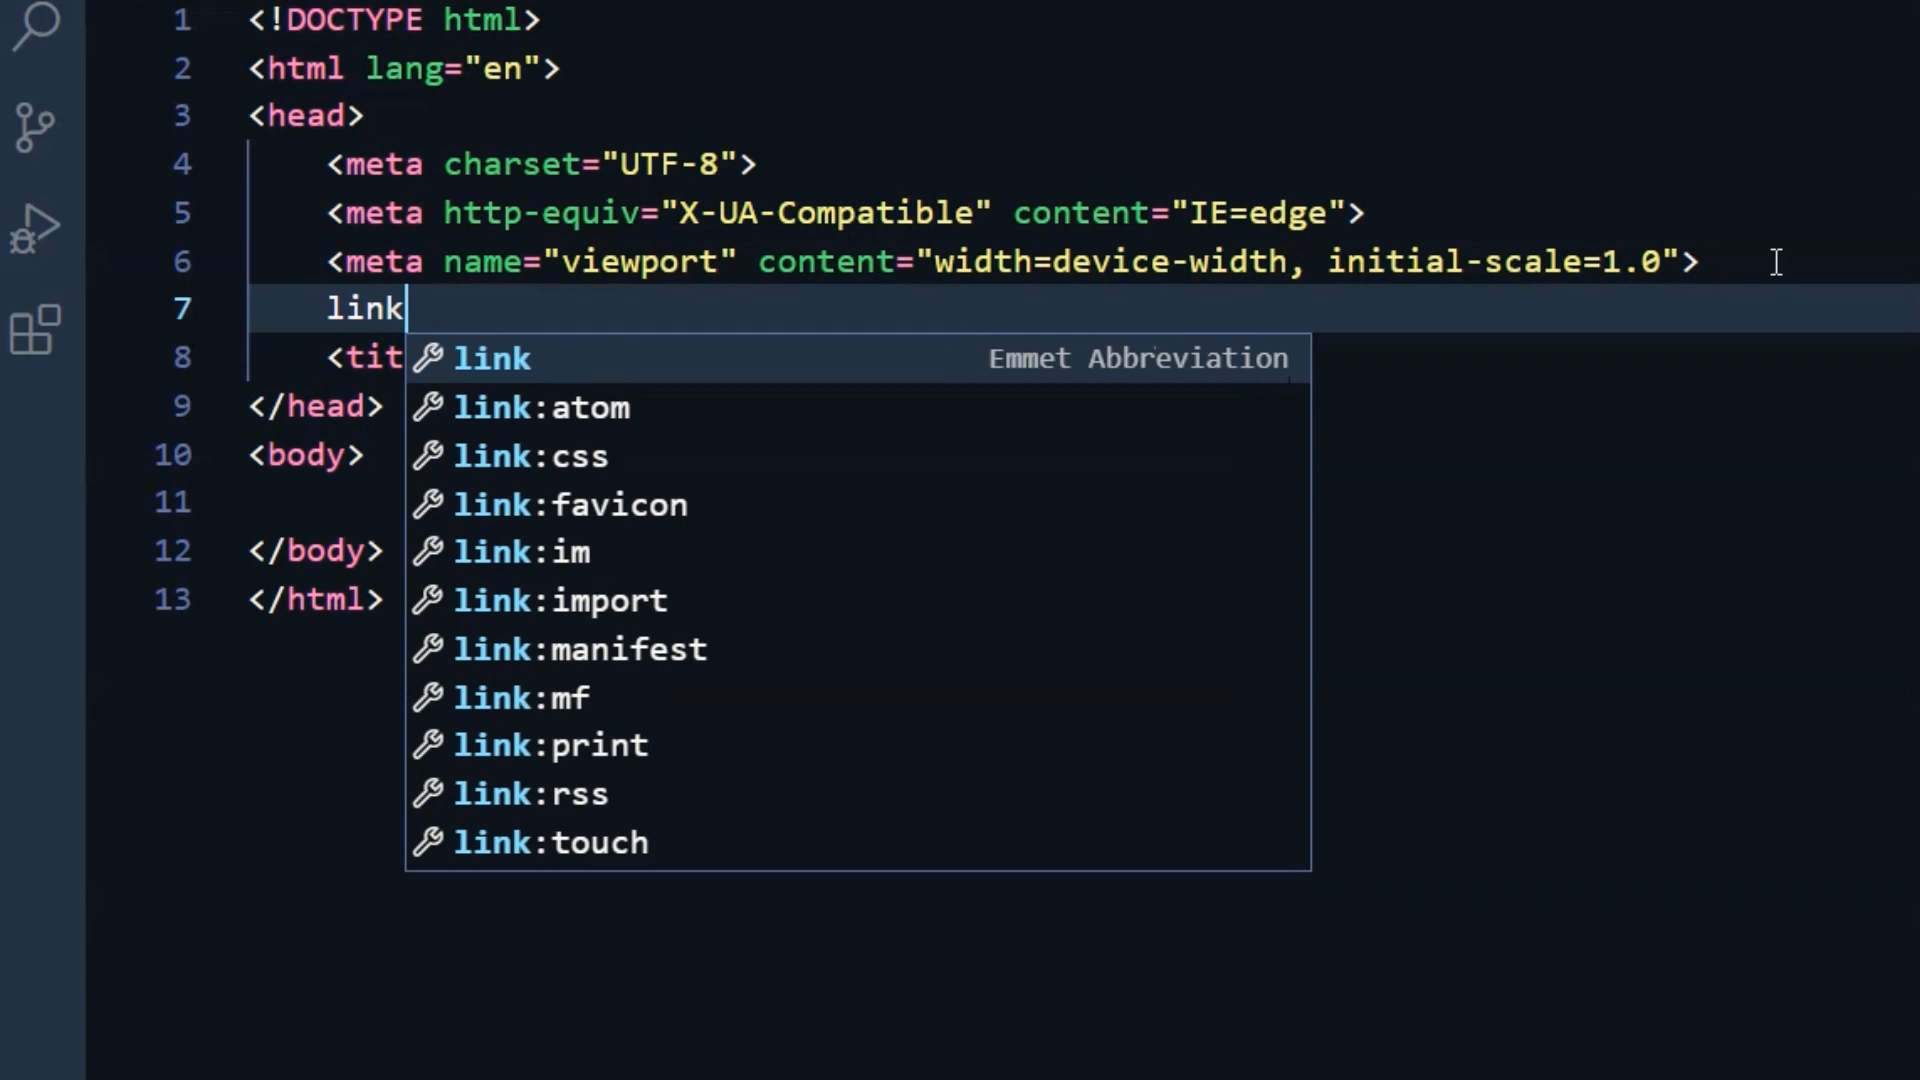 1 <!DOCTYPE html>
2 <html lang="en">
3 <head>
4 <meta charset="UTF-8">
5 <meta http-equiv="X-UA-Compatible" content="IE=edge">
6 <meta name="viewport" content="width=device-width, initial-scale=1.0">
7 link
8 <tit link Emmet Abbreviation
9 </head> link:atom
10 <body> link:css
11 link:favicon
12 </body> link:im
13 </html> link:import
link:manifest
link:mf
link:print
link:rss
link:touch